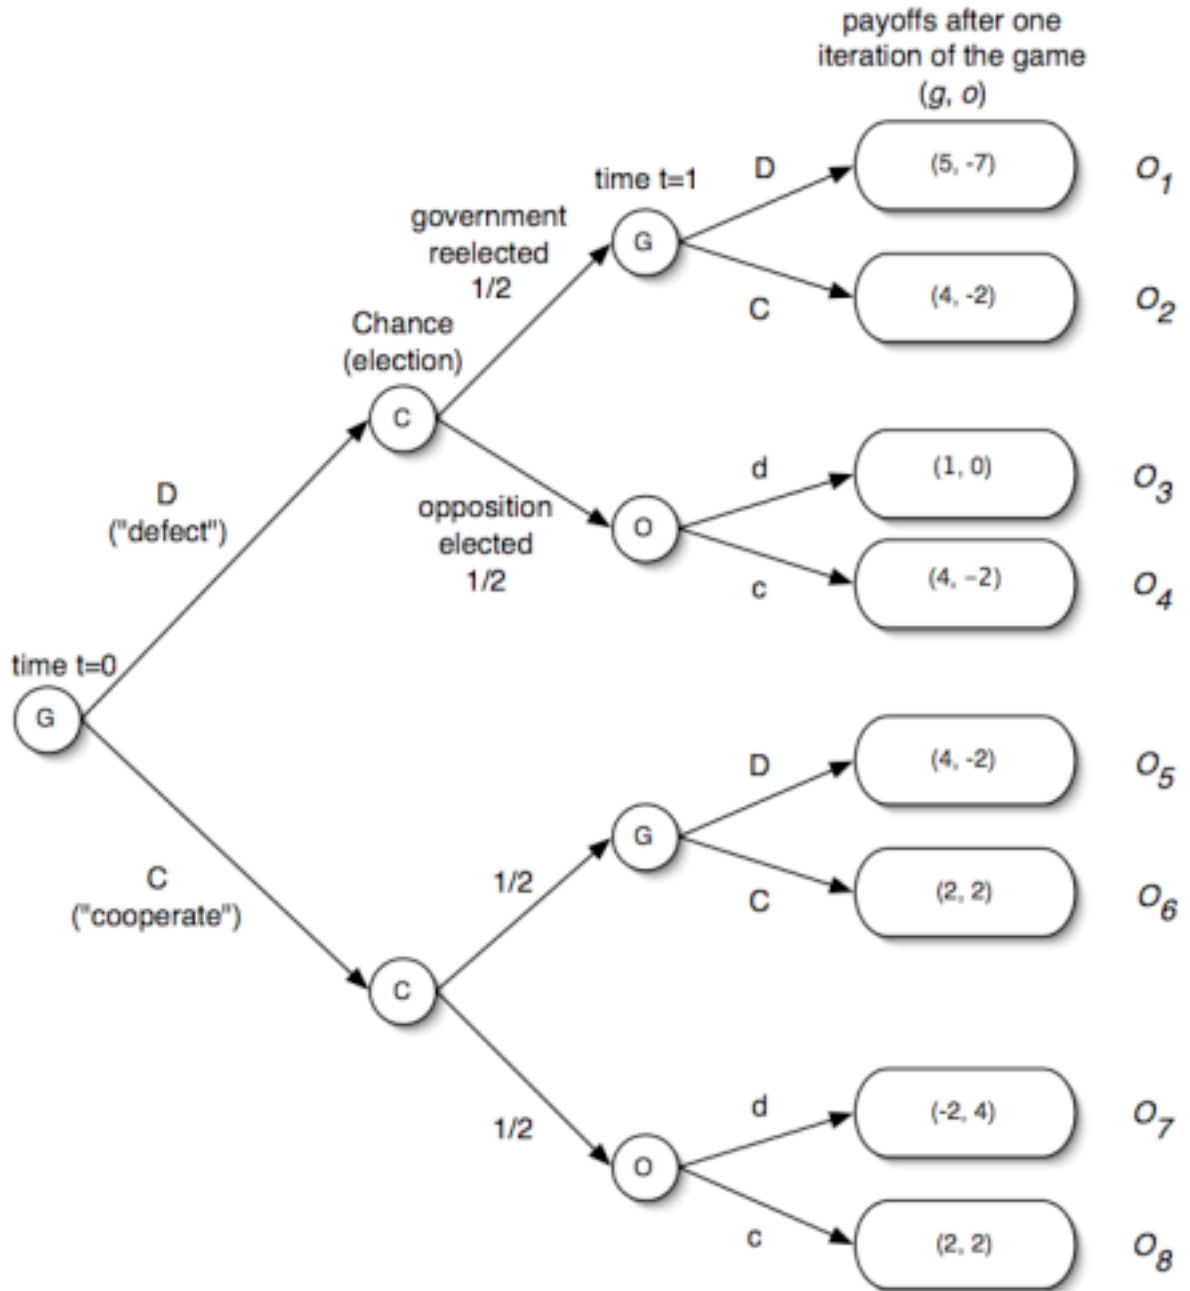 payoffs after one
iteration of the game
(g, o)
time t=1
D
(5, -7)
O1
government
reelected
1/2
G
C
(4, -2)
O2
Chance
(election)
C
d
(1, 0)
O3
D
("defect")
opposition
elected
1/2
O
c
(4, −2)
O4
time t=0
G
D
(4, -2)
O5
C
("cooperate")
1/2
G
C
(2, 2)
O6
C
d
(-2, 4)
O7
1/2
O
c
(2, 2)
O8